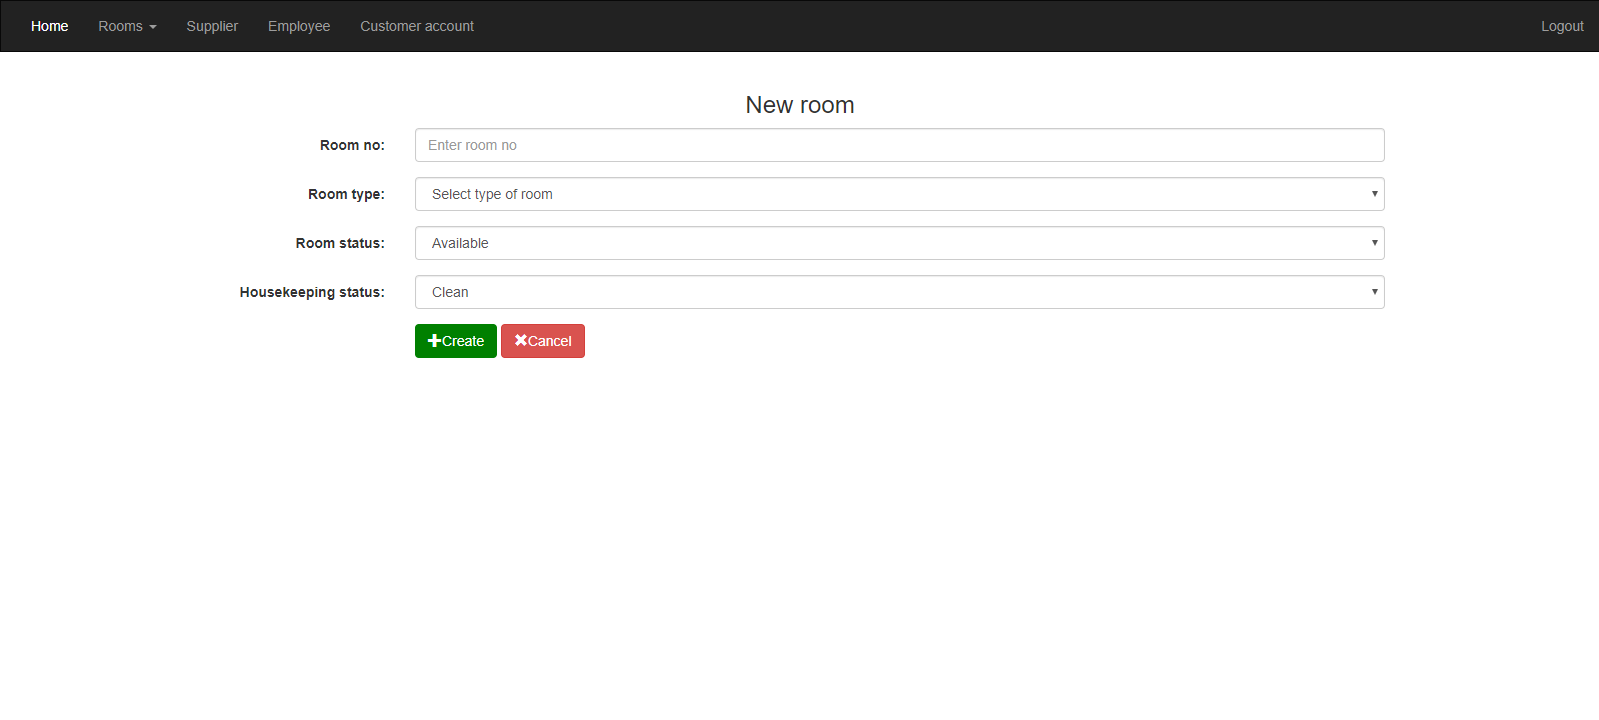 Home Rooms Supplier Employee Customer account Logout
New room
Room no: Enter room no
Room type: Select type of room
Room status: Available
Housekeeping status: Clean
Create Cancel